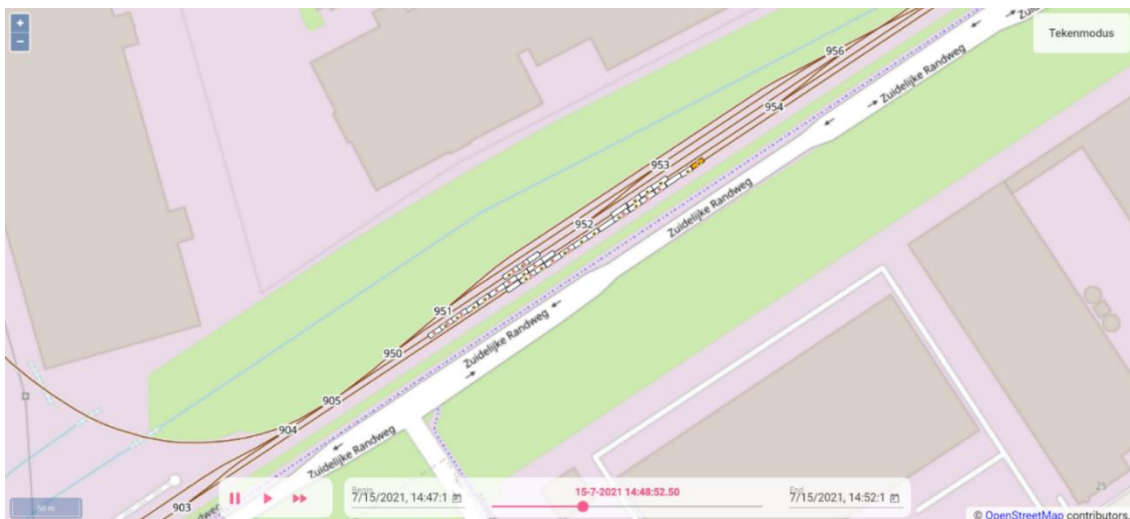 +
−
Tekenmodus
Zuidelijke Randweg
956
954
953
Zuidelijke Randweg
952
951
Zuidelijke Randweg
950
905
904
Zuidelijke Randweg
903
Begin
7/15/2021, 14:47:1
15-7-2021 14:48:52.50
End
7/15/2021, 14:52:1
25
50 m
© OpenStreetMap contributors.